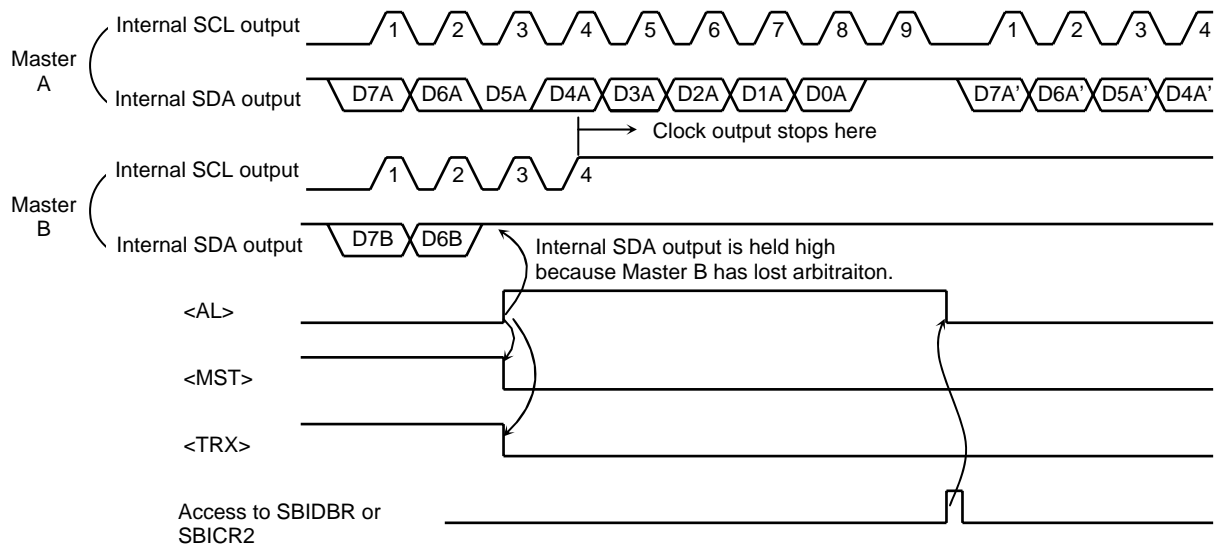 Internal SCL output
1 2 3 4 5 6 7 8 9 1 2 3 4
Master
A
Internal SDA output
D7A D6A D5A D4A D3A D2A D1A D0A D7A' D6A' D5A' D4A'
Clock output stops here
Internal SCL output
1 2 3 4
Master
B
Internal SDA output
D7B D6B
Internal SDA output is held high
because Master B has lost arbitraiton.
<AL>
<MST>
<TRX>
Access to SBIDBR or
SBICR2